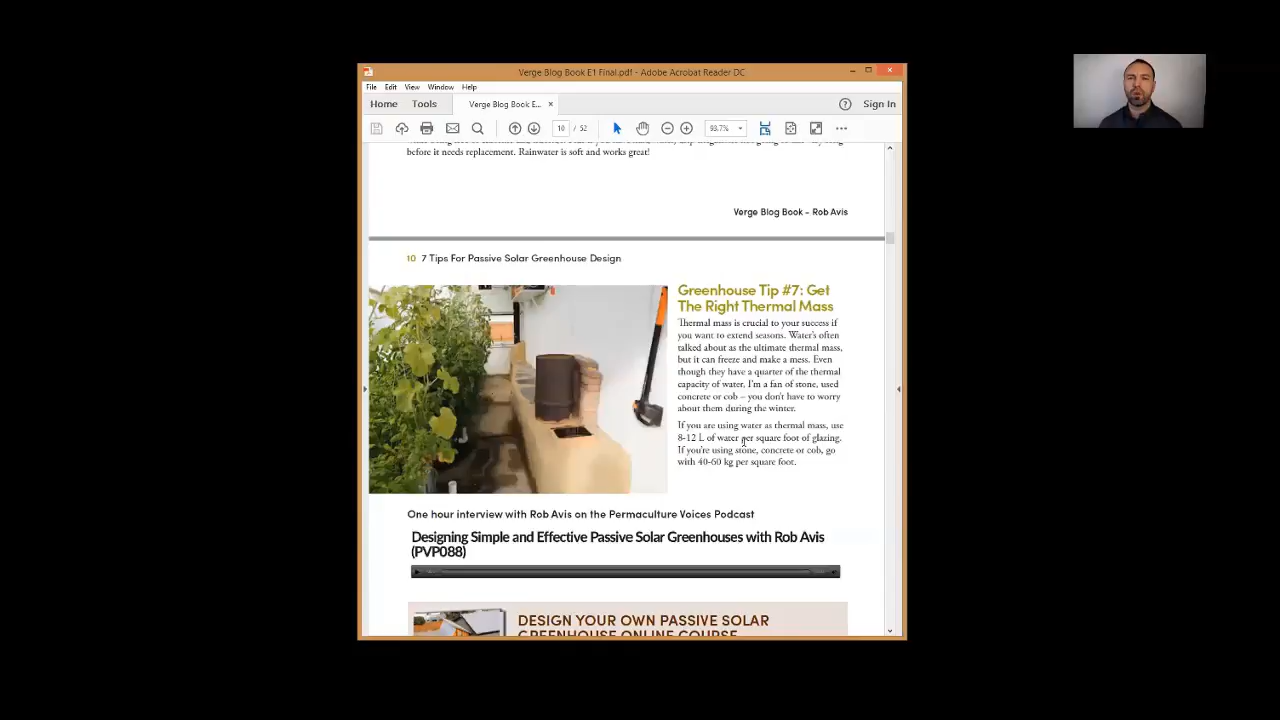 Verge Blog Book E1 Final.pdf - Adobe Acrobat Reader DC
File Edit View Window Help
Home Tools Verge Blog Book E... × Sign In
10 / 52 93.7%
before it needs replacement. Rainwater is soft and works great!
Verge Blog Book - Rob Avis
10 7 Tips For Passive Solar Greenhouse Design
Greenhouse Tip #7: Get
The Right Thermal Mass
Thermal mass is crucial to your success if
you want to extend seasons. Water's often
talked about as the ultimate thermal mass,
but it can freeze and make a mess. Even
though they have a quarter of the thermal
capacity of water, I'm a fan of stone, used
concrete or cob – you don't have to worry
about them during the winter.
If you are using water as thermal mass, use
8-12 L of water per square foot of glazing.
If you're using stone, concrete or cob, go
with 40-60 kg per square foot.
One hour interview with Rob Avis on the Permaculture Voices Podcast
Designing Simple and Effective Passive Solar Greenhouses with Rob Avis
(PVP088)
DESIGN YOUR OWN PASSIVE SOLAR
GREENHOUSE ONLINE COURSE